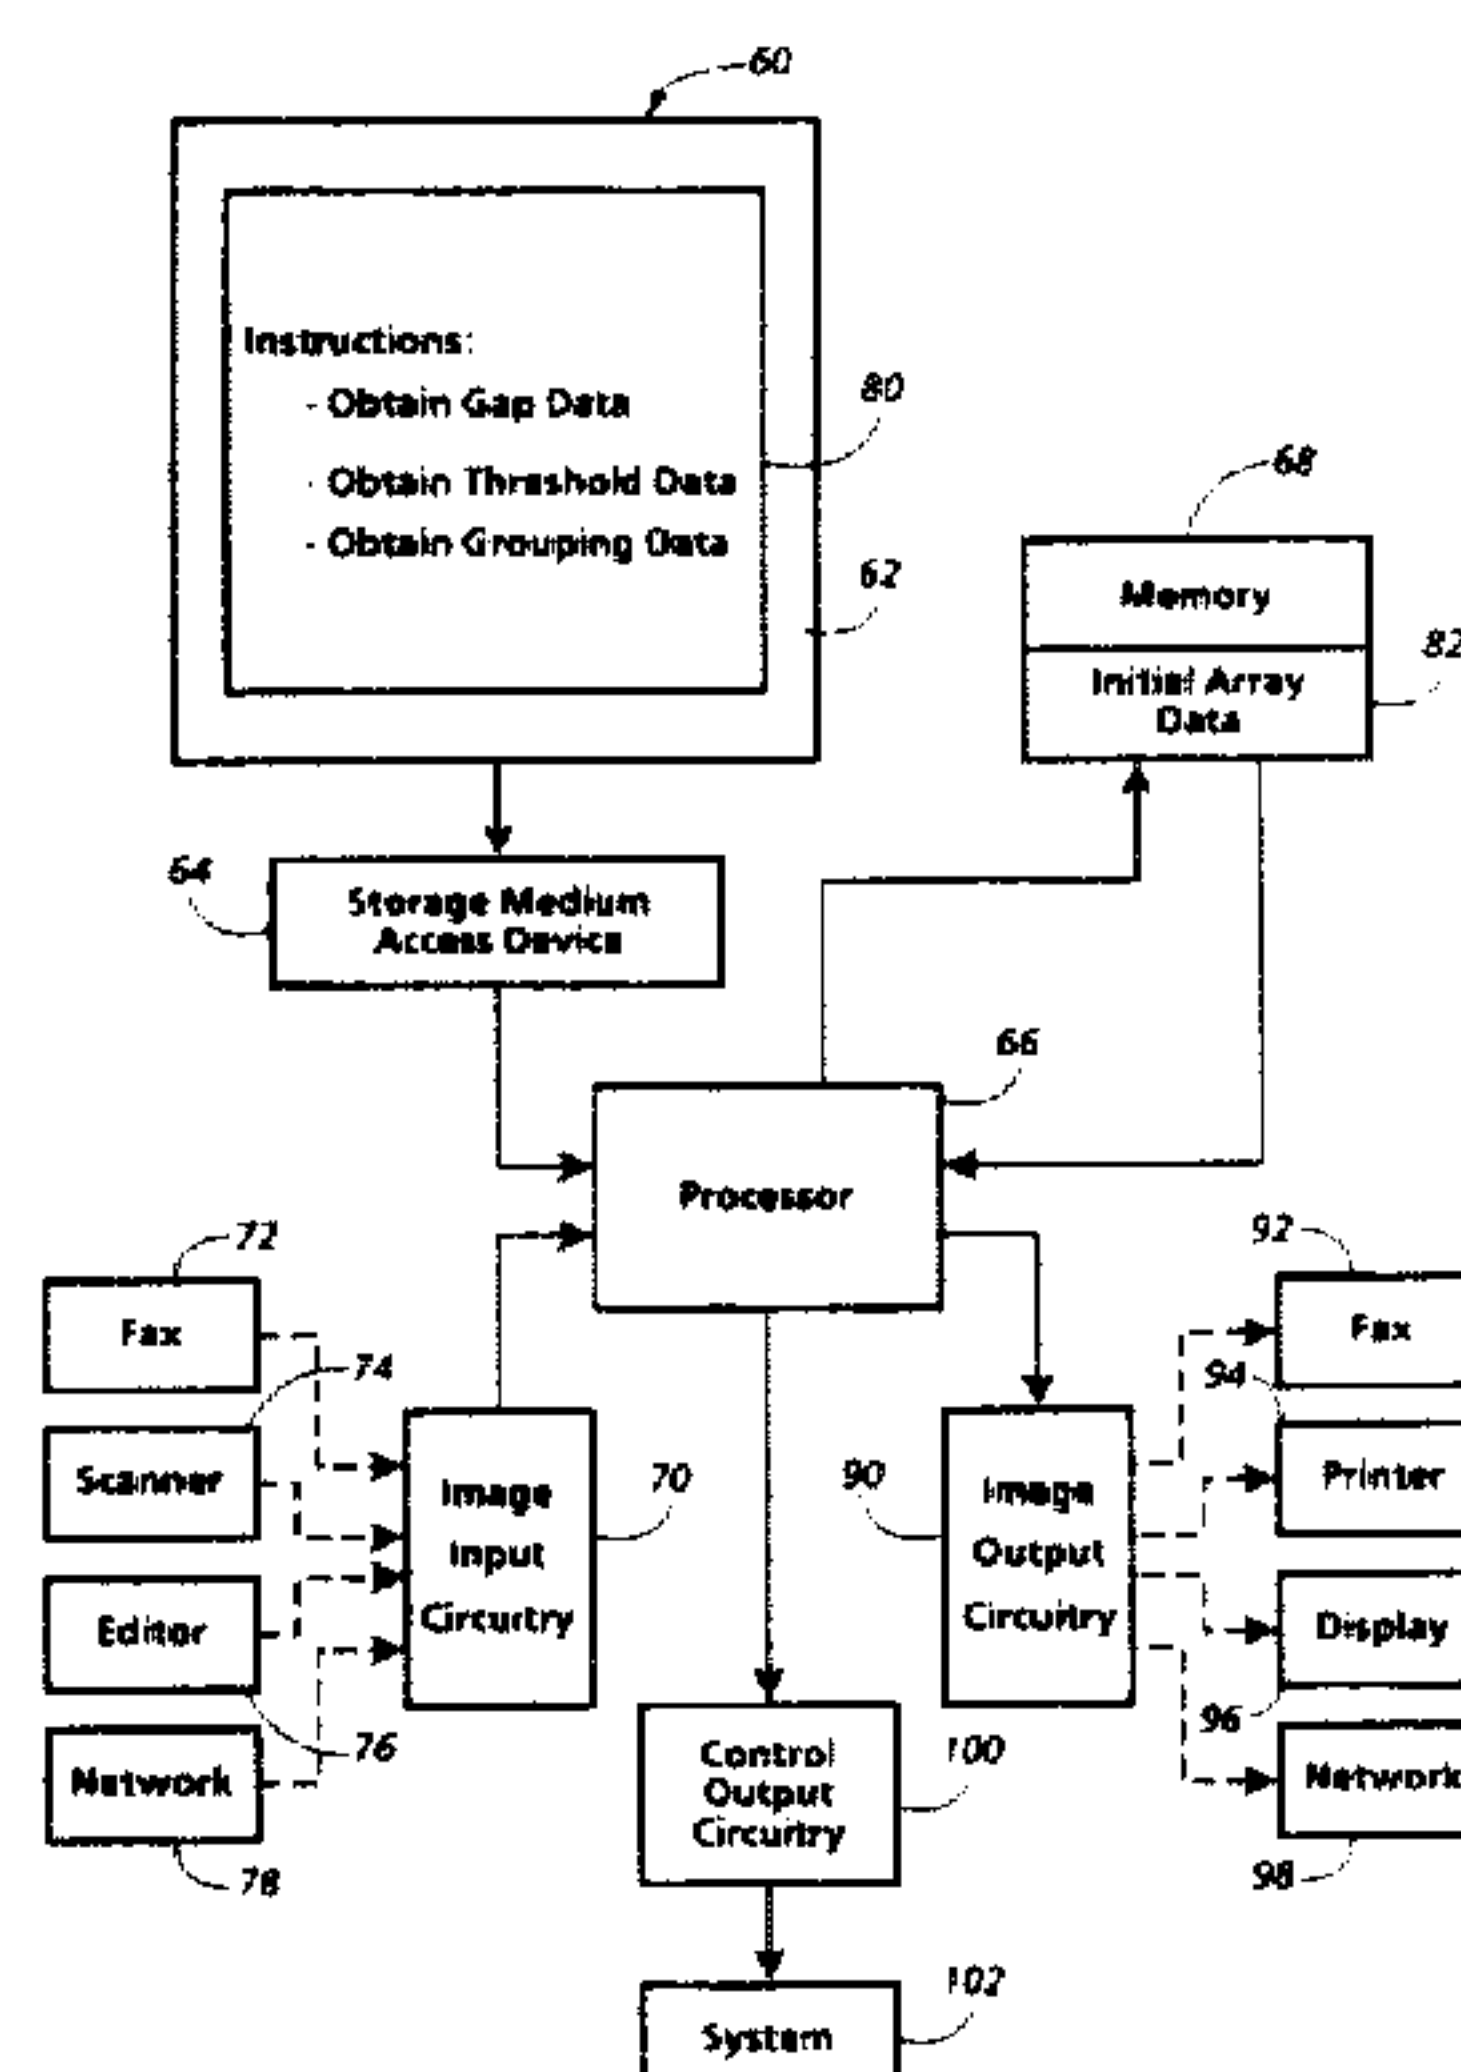 60
Instructions:
- Obtain Gap Data
- Obtain Threshold Data
- Obtain Grouping Data
80
62
68
Memory
Initial Array
Data
82
64
Storage Medium
Access Device
66
Processor
72
Fax
74
Scanner
Editor
76
Network
78
Image
Input
Circuitry
70
90
Image
Output
Circuitry
92
Fax
94
Printer
Display
96
Network
98
Control
Output
Circuitry
100
System
102